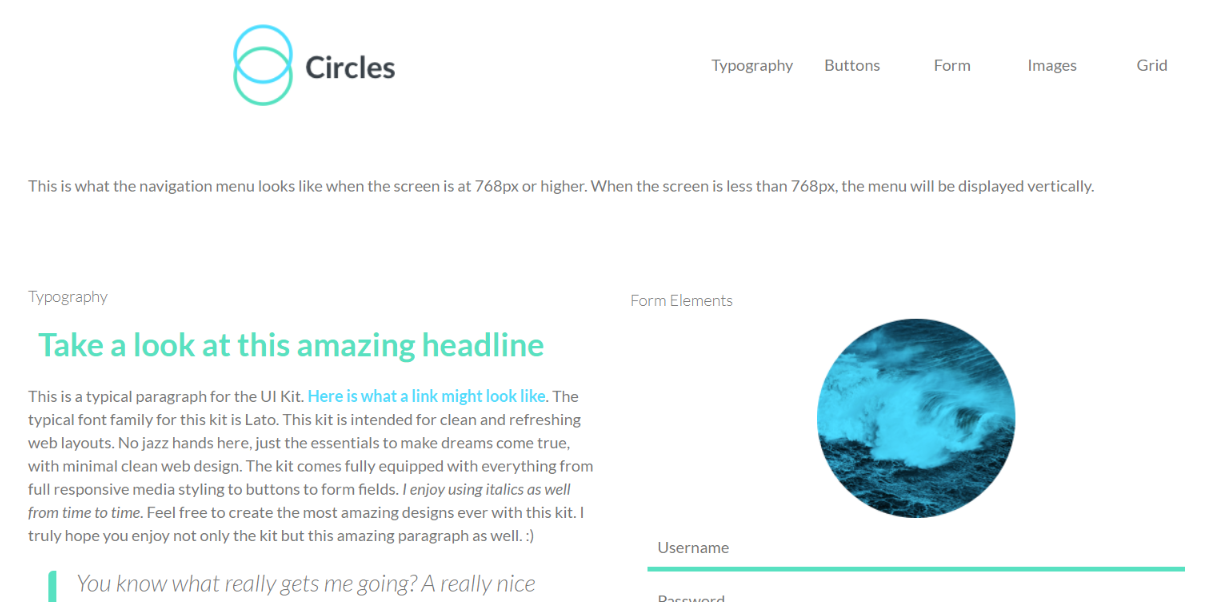 Circles
Typography Buttons Form Images Grid
This is what the navigation menu looks like when the screen is at 768px or higher. When the screen is less than 768px, the menu will be displayed vertically.
Typography
Take a look at this amazing headline
This is a typical paragraph for the UI Kit. Here is what a link might look like. The
typical font family for this kit is Lato. This kit is intended for clean and refreshing
web layouts. No jazz hands here, just the essentials to make dreams come true,
with minimal clean web design. The kit comes fully equipped with everything from
full responsive media styling to buttons to form fields. I enjoy using italics as well
from time to time. Feel free to create the most amazing designs ever with this kit. I
truly hope you enjoy not only the kit but this amazing paragraph as well. :)
You know what really gets me going? A really nice
Form Elements
Username
Password